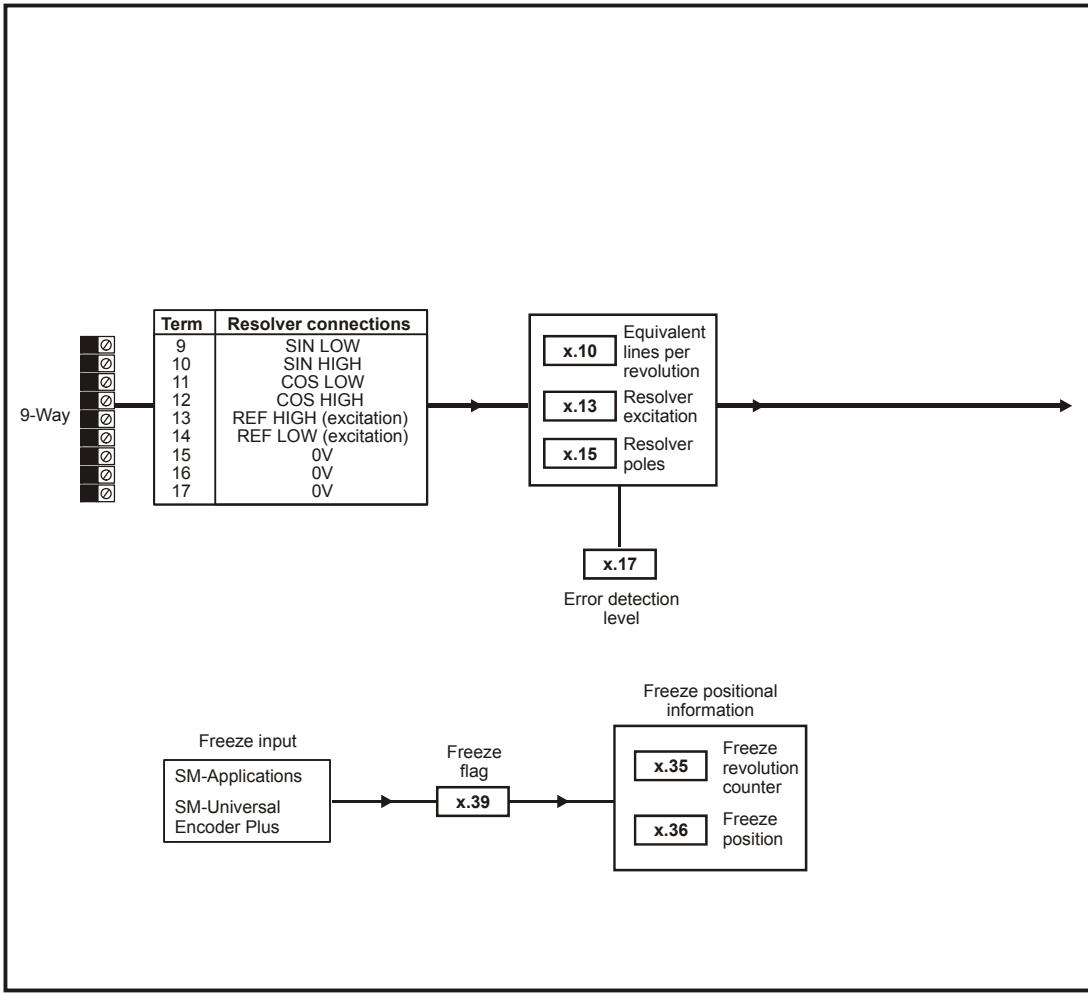 9-Way
Term Resolver connections
9 SIN LOW
10 SIN HIGH
11 COS LOW
12 COS HIGH
13 REF HIGH (excitation)
14 REF LOW (excitation)
15 0V
16 0V
17 0V
x.10 Equivalent
lines per
revolution
x.13 Resolver
excitation
x.15 Resolver
poles
x.17
Error detection
level
Freeze input
SM-Applications
SM-Universal
Encoder Plus
Freeze
flag
x.39
Freeze positional
information
x.35 Freeze
revolution
counter
x.36 Freeze
position